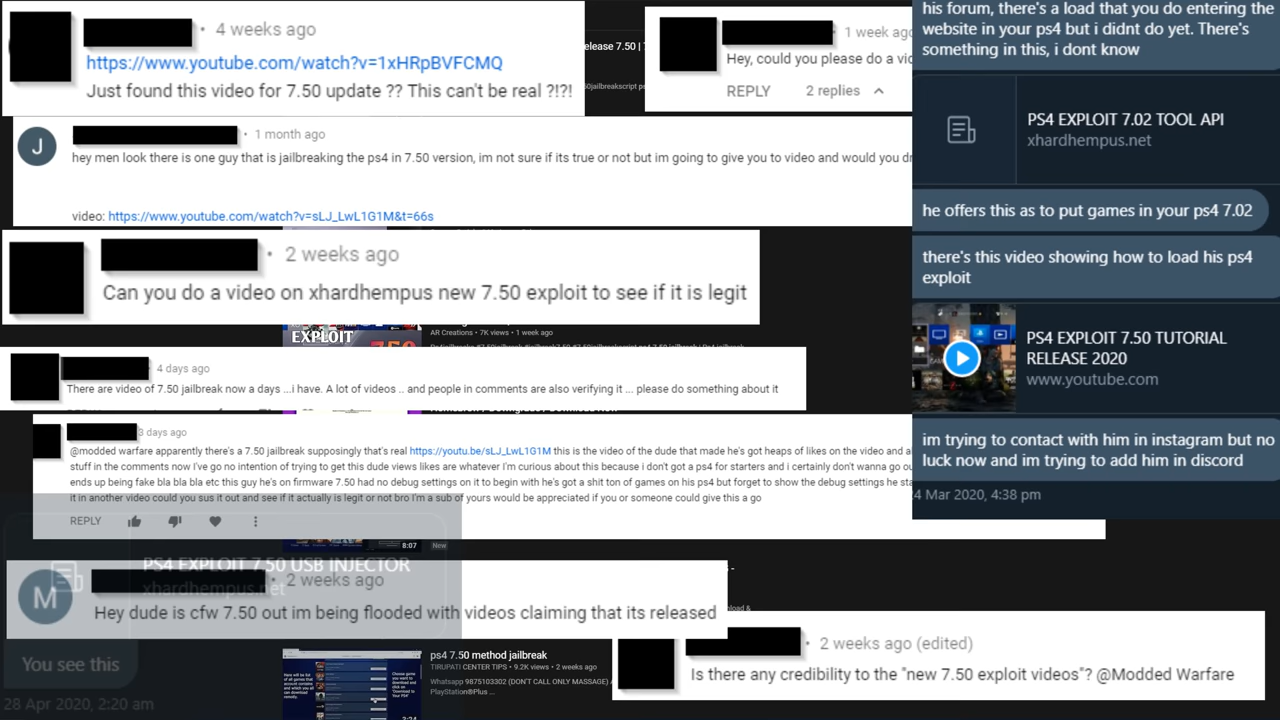 4 weeks ago
https://www.youtube.com/watch?v=1xHRpBVFCMQ
Just found this video for 7.50 update ?? This can't be real ?!?!
elease 7.50 |
1 week ag
Hey, could you please do a vi
REPLY 2 replies
his forum, there's a load that you do entering the
website in your ps4 but i didnt do yet. There's
something in this, i dont know
PS4 EXPLOIT 7.02 TOOL API
xhardhempus.net
he offers this as to put games in your ps4 7.02
there's this video showing how to load his ps4
exploit
PS4 EXPLOIT 7.50 TUTORIAL
RELEASE 2020
www.youtube.com
im trying to contact with him in instagram but no
luck now and im trying to add him in discord
4 Mar 2020, 4:38 pm
J
1 month ago
hey men look there is one guy that is jailbreaking the ps4 in 7.50 version, im not sure if its true or not but im going to give you to video and would you dr
video: https://www.youtube.com/watch?v=sLJ_LwL1G1M&t=66s
2 weeks ago
Can you do a video on xhardhempus new 7.50 exploit to see if it is legit
EXPLOIT
AR Creations • 7K views • 1 week ago
4 days ago
There are video of 7.50 jailbreak now a days ...i have. A lot of videos .. and people in comments are also verifying it ... please do something about it
3 days ago
@modded warfare apparently there's a 7.50 jailbreak supposingly that's real https://youtu.be/sLJ_LwL1G1M this is the video of the dude that made he's got heaps of likes on the video and al
stuff in the comments now I've go no intention of trying to get this dude views likes are whatever I'm curious about this because i don't got a ps4 for starters and i certainly don't wanna go ou
ends up being fake bla bla bla etc this guy he's on firmware 7.50 had no debug settings on it to begin with he's got a shit ton of games on his ps4 but forget to show the debug settings he sta
it in another video could you sus it out and see if it actually is legit or not bro I'm a sub of yours would be appreciated if you or someone could give this a go
REPLY
8:07 New
PS4 EXPLOIT 7.50 USB INJECTOR
xhardhempus.net
M
2 weeks ago
Hey dude is cfw 7.50 out im being flooded with videos claiming that its released
You see this
28 Apr 2020, 2:20 am
ps4 7.50 method jailbreak
TIRUPATI CENTER TIPS • 9.2K views • 2 weeks ago
Whatsapp 9875103302 (DON'T CALL ONLY MASSAGE)
PlayStation®Plus ...
2 weeks ago (edited)
Is there any credibility to the "new 7.50 exploit videos"? @Modded Warfare